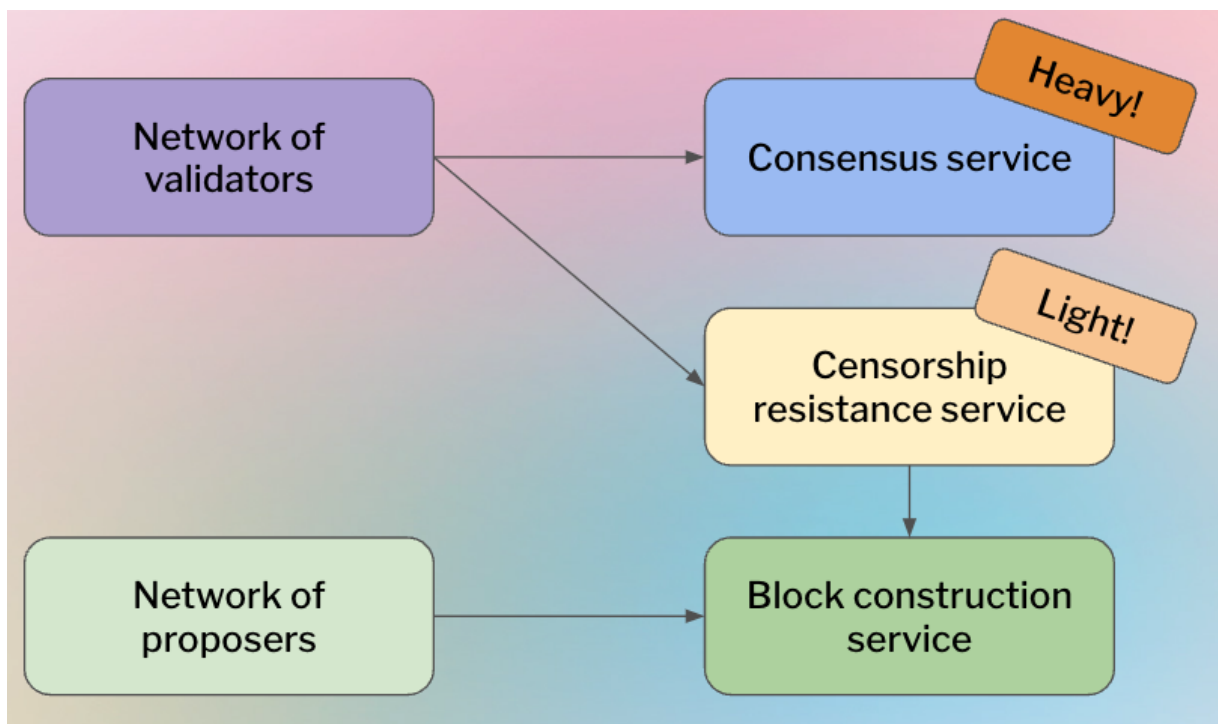 Heavy!
Network of
validators
Consensus service
Light!
Censorship
resistance service
Network of
proposers
Block construction
service